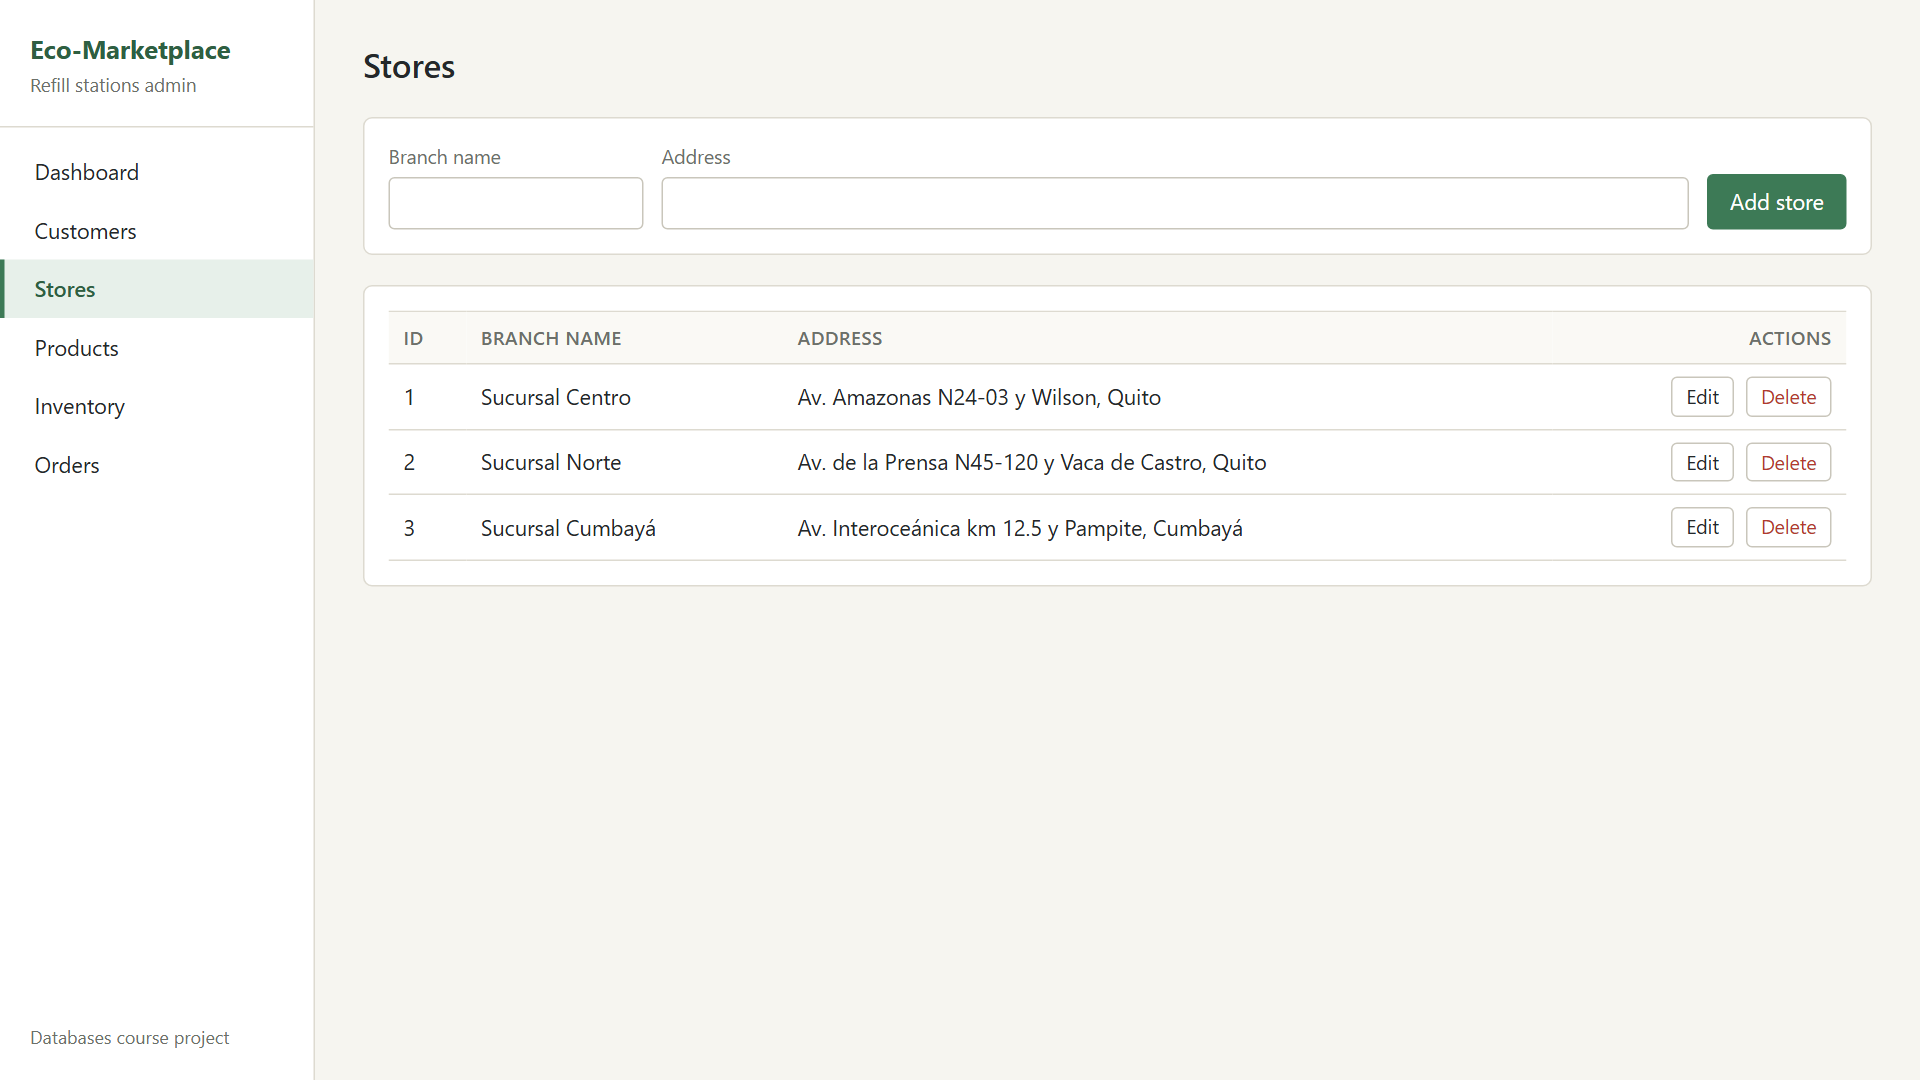 Eco-Marketplace
Refill stations admin
Dashboard
Customers
Stores
Products
Inventory
Orders
Databases course project
Stores
Branch name
Address
Add store
ID BRANCH NAME ADDRESS ACTIONS
1 Sucursal Centro Av. Amazonas N24-03 y Wilson, Quito Edit Delete
2 Sucursal Norte Av. de la Prensa N45-120 y Vaca de Castro, Quito Edit Delete
3 Sucursal Cumbayá Av. Interoceánica km 12.5 y Pampite, Cumbayá Edit Delete